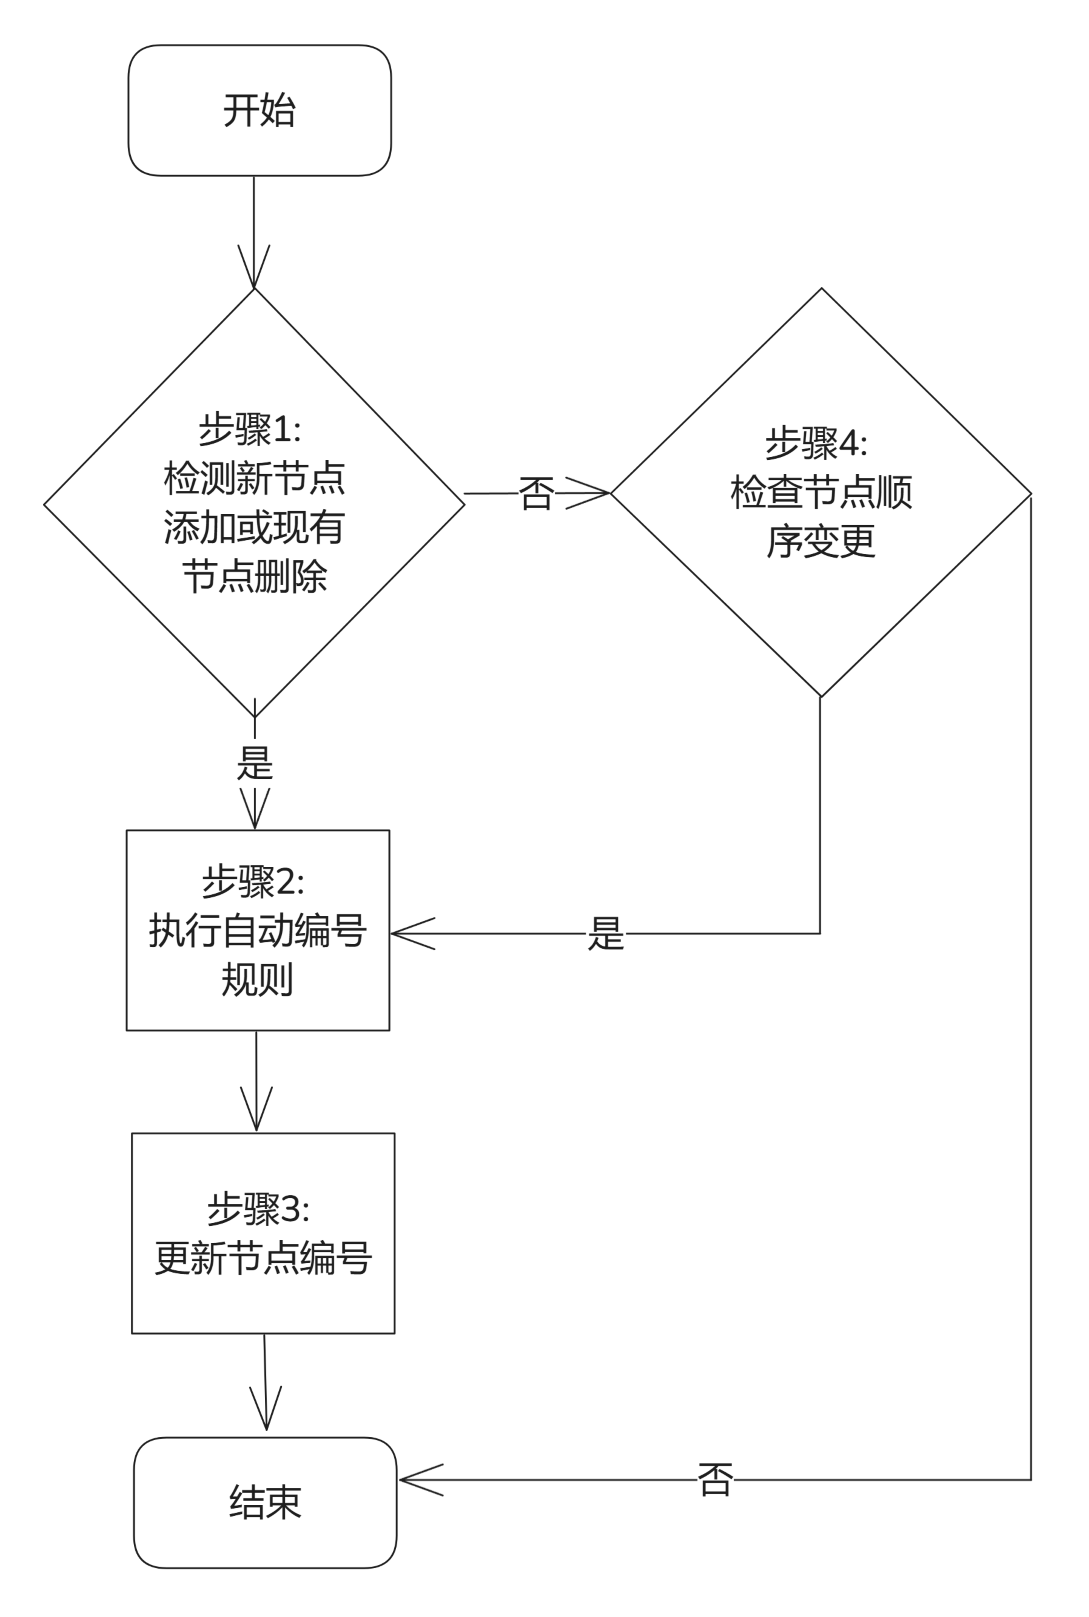 开始
步骤1:
检测新节点
添加或现有
节点删除
否
步骤4:
检查节点顺
序变更
是
步骤2:
执行自动编号
规则
是
步骤3:
更新节点编号
否
结束